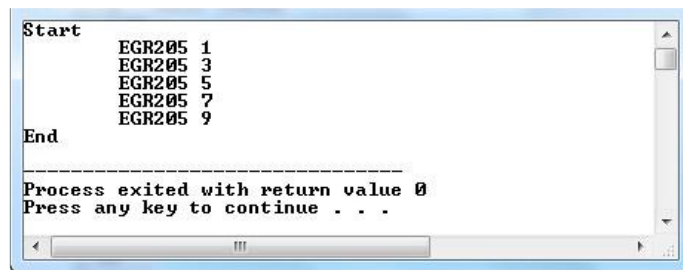 Start
EGR205 1
EGR205 3
EGR205 5
EGR205 7
EGR205 9
End
--------------------------------
Process exited with return value 0
Press any key to continue . . .